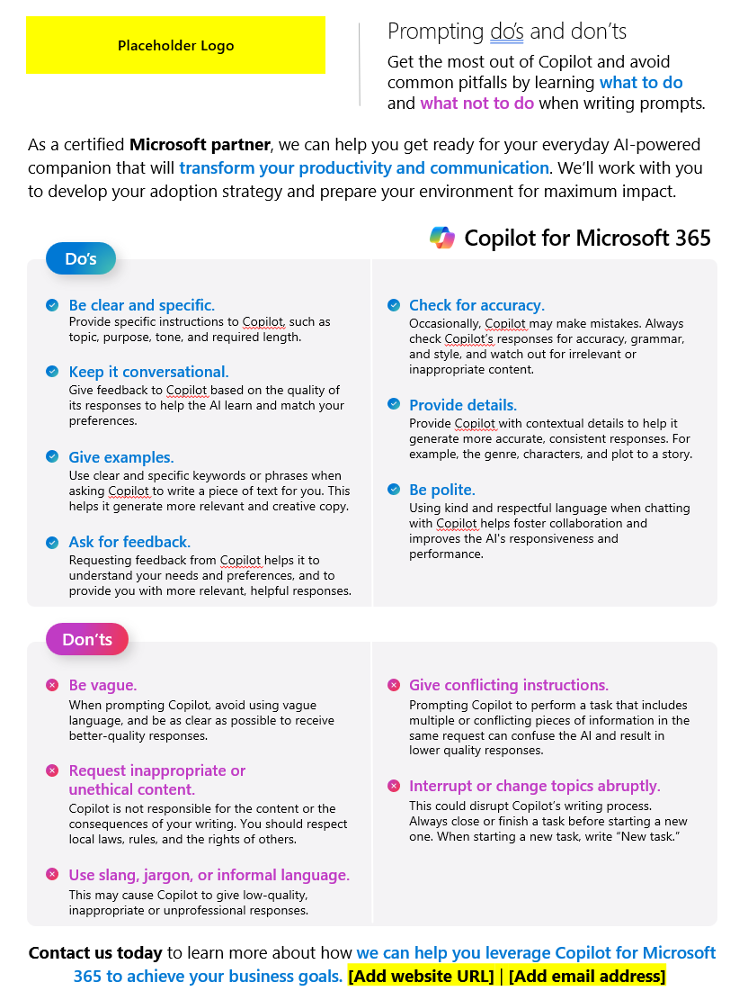 Placeholder Logo
Prompting do’s and don’ts
Get the most out of Copilot and avoid
common pitfalls by learning what to do
and what not to do when writing prompts.
As a certified Microsoft partner, we can help you get ready for your everyday AI-powered
companion that will transform your productivity and communication. We’ll work with you
to develop your adoption strategy and prepare your environment for maximum impact.
Copilot for Microsoft 365
Do’s
Be clear and specific.
Provide specific instructions to Copilot, such as
topic, purpose, tone, and required length.
Keep it conversational.
Give feedback to Copilot based on the quality of
its responses to help the AI learn and match your
preferences.
Give examples.
Use clear and specific keywords or phrases when
asking Copilot to write a piece of text for you. This
helps it generate more relevant and creative copy.
Ask for feedback.
Requesting feedback from Copilot helps it to
understand your needs and preferences, and to
provide you with more relevant, helpful responses.
Check for accuracy.
Occasionally, Copilot may make mistakes. Always
check Copilot’s responses for accuracy, grammar,
and style, and watch out for irrelevant or
inappropriate content.
Provide details.
Provide Copilot with contextual details to help it
generate more accurate, consistent responses. For
example, the genre, characters, and plot to a story.
Be polite.
Using kind and respectful language when chatting
with Copilot helps foster collaboration and
improves the AI's responsiveness and
performance.
Don’ts
Be vague.
When prompting Copilot, avoid using vague
language, and be as clear as possible to receive
better-quality responses.
Request inappropriate or
unethical content.
Copilot is not responsible for the content or the
consequences of your writing. You should respect
local laws, rules, and the rights of others.
Use slang, jargon, or informal language.
This may cause Copilot to give low-quality,
inappropriate or unprofessional responses.
Give conflicting instructions.
Prompting Copilot to perform a task that includes
multiple or conflicting pieces of information in the
same request can confuse the AI and result in
lower quality responses.
Interrupt or change topics abruptly.
This could disrupt Copilot’s writing process.
Always close or finish a task before starting a new
one. When starting a new task, write “New task.”
Contact us today to learn more about how we can help you leverage Copilot for Microsoft
365 to achieve your business goals. [Add website URL] | [Add email address]